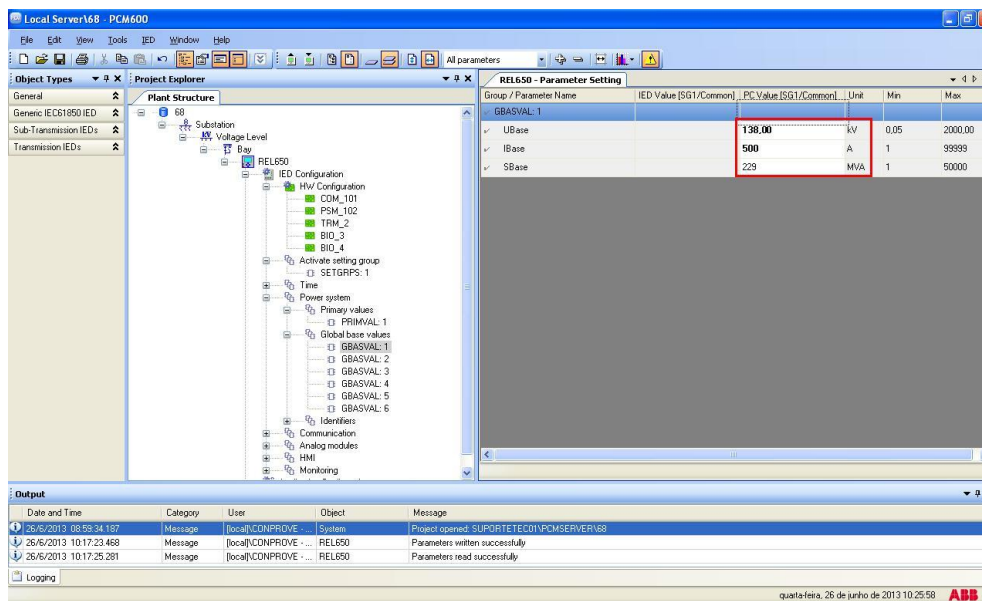 Local Server\68 - PCM600
File Edit View Tools IED Window Help
All parameters
Object Types
General
Generic IEC61850 IED
Sub-Transmission IEDs
Transmission IEDs
Project Explorer
Plant Structure
68
Substation
Voltage Level
Bay
REL650
IED Configuration
HW Configuration
COM_101
PSM_102
TRM_2
BIO_3
BIO_4
Activate setting group
SETGRPS: 1
Time
Power system
Primary values
PRIMVAL: 1
Global base values
GBASVAL: 1
GBASVAL: 2
GBASVAL: 3
GBASVAL: 4
GBASVAL: 5
GBASVAL: 6
Identifiers
Communication
Analog modules
HMI
Monitoring
REL650 - Parameter Setting
Group / Parameter Name IED Value [SG1/Common] PC Value [SG1/Common] Unit Min Max
GBASVAL: 1
UBase 138,00 kV 0,05 2000,00
IBase 500 A 1 99999
SBase 229 MVA 1 50000
Output
Date and Time Category User Object Message
26/6/2013 08:59:34.187 Message [local]\CONPROVE - ... System Project opened: SUPORTETEC01\PCMSERVER\68
26/6/2013 10:17:23.468 Message [local]\CONPROVE - ... REL650 Parameters written successfully
26/6/2013 10:17:25.281 Message [local]\CONPROVE - ... REL650 Parameters read successfully
Logging
quarta-feira, 26 de junho de 2013 10:25:58 ABB